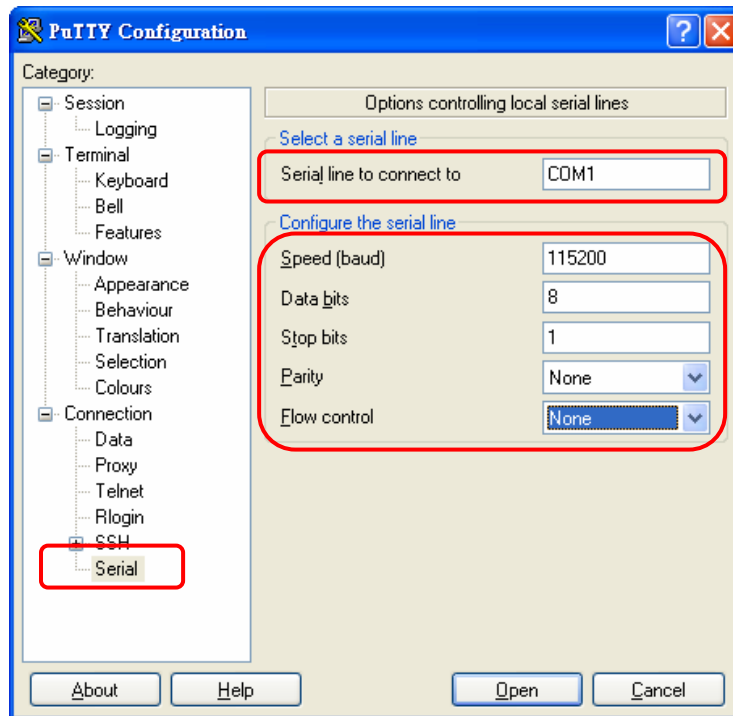 PuTTY Configuration
Category:
Session
Logging
Terminal
Keyboard
Bell
Features
Window
Appearance
Behaviour
Translation
Selection
Colours
Connection
Data
Proxy
Telnet
Rlogin
SSH
Serial
Options controlling local serial lines
Select a serial line
Serial line to connect to COM1
Configure the serial line
Speed (baud) 115200
Data bits 8
Stop bits 1
Parity None
Flow control None
About Help Open Cancel